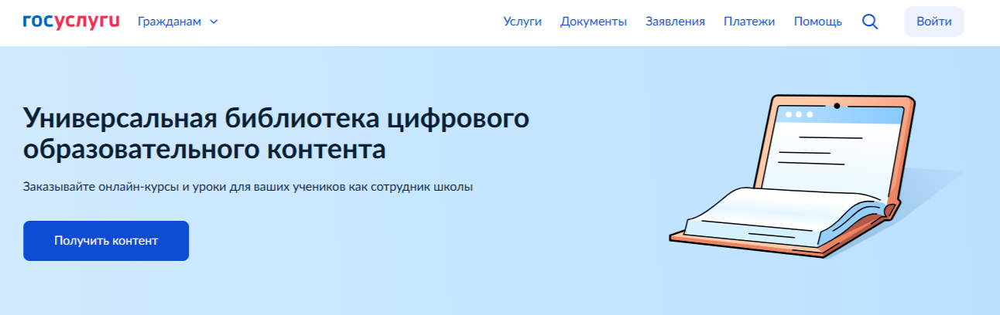 госуслуги Гражданам Услуги Документы Заявления Платежи Помощь Войти
Универсальная библиотека цифрового
образовательного контента
Заказывайте онлайн-курсы и уроки для ваших учеников как сотрудник школы
Получить контент